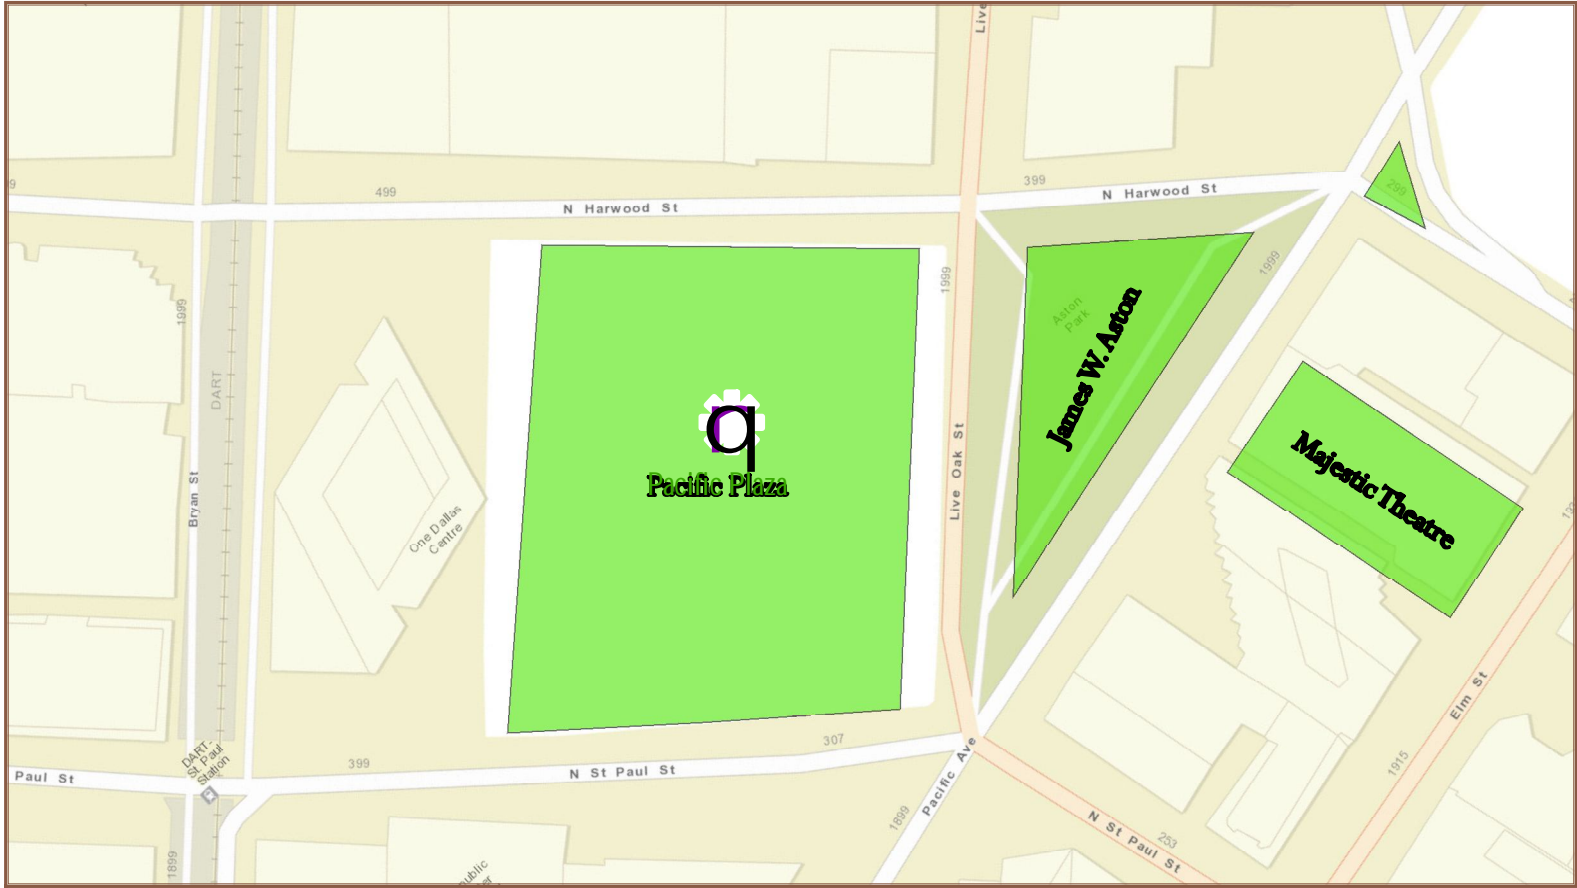 Live
9
499
N Harwood St
399
N Harwood St
299
1999
1999
1999
Aston
Park
James W. Aston
DART
q
Pacific Plaza
Live Oak St
Majestic Theatre
Bryan St
One Dallas
Centre
DART-
St. Paul
Station
Paul St
399
N St Paul St
307
Pacific Ave
1899
1899
N St Paul St
253
Elm St
1915